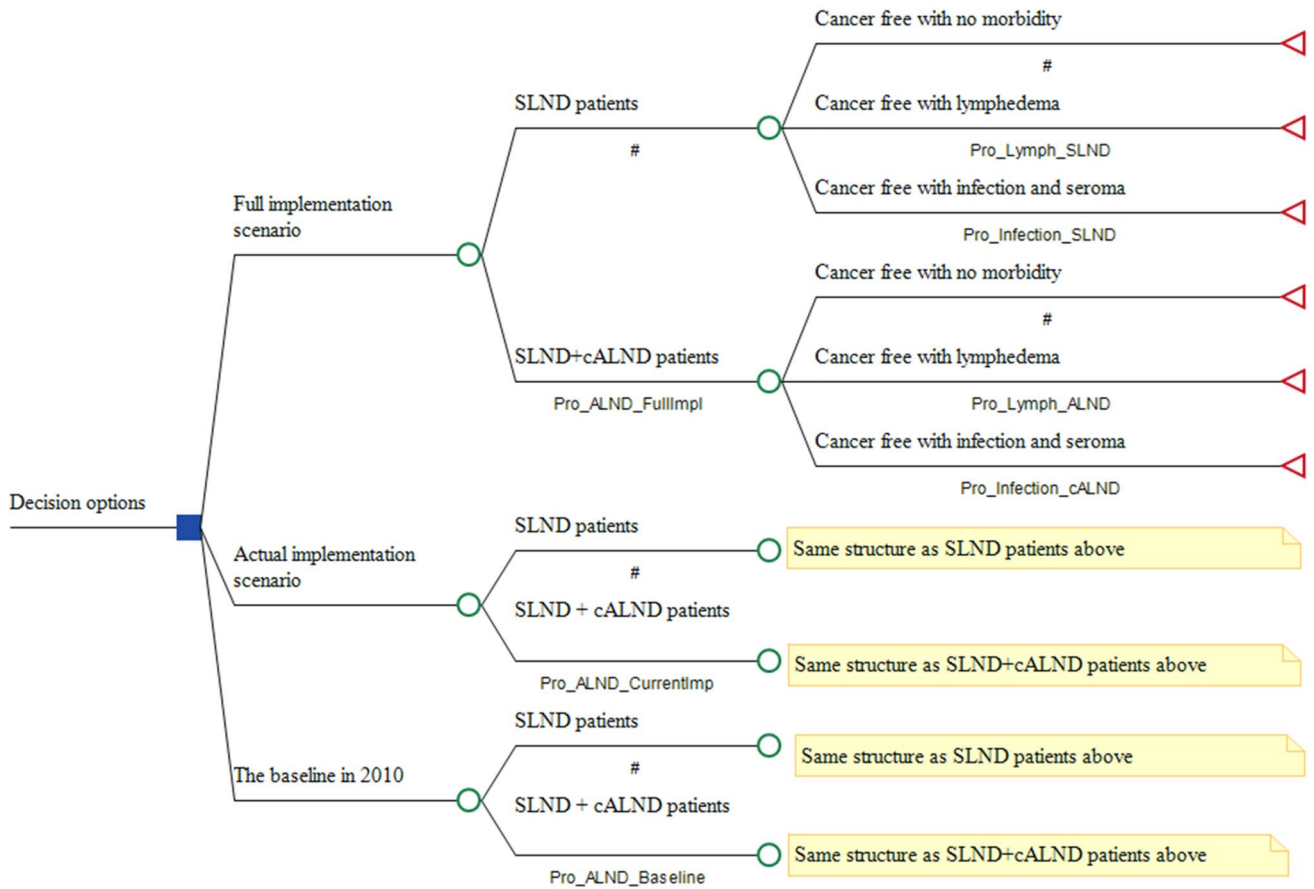 Decision options
Full implementation
scenario
SLND patients
#
Cancer free with no morbidity
#
Cancer free with lymphedema
Pro_Lymph_SLND
Cancer free with infection and seroma
Pro_Infection_SLND
SLND+cALND patients
Pro_ALND_FullImpl
Cancer free with no morbidity
#
Cancer free with lymphedema
Pro_Lymph_ALND
Cancer free with infection and seroma
Pro_Infection_cALND
Actual implementation
scenario
SLND patients
#
Same structure as SLND patients above
SLND + cALND patients
Pro_ALND_CurrentImp
Same structure as SLND+cALND patients above
The baseline in 2010
SLND patients
#
Same structure as SLND patients above
SLND + cALND patients
Pro_ALND_Baseline
Same structure as SLND+cALND patients above